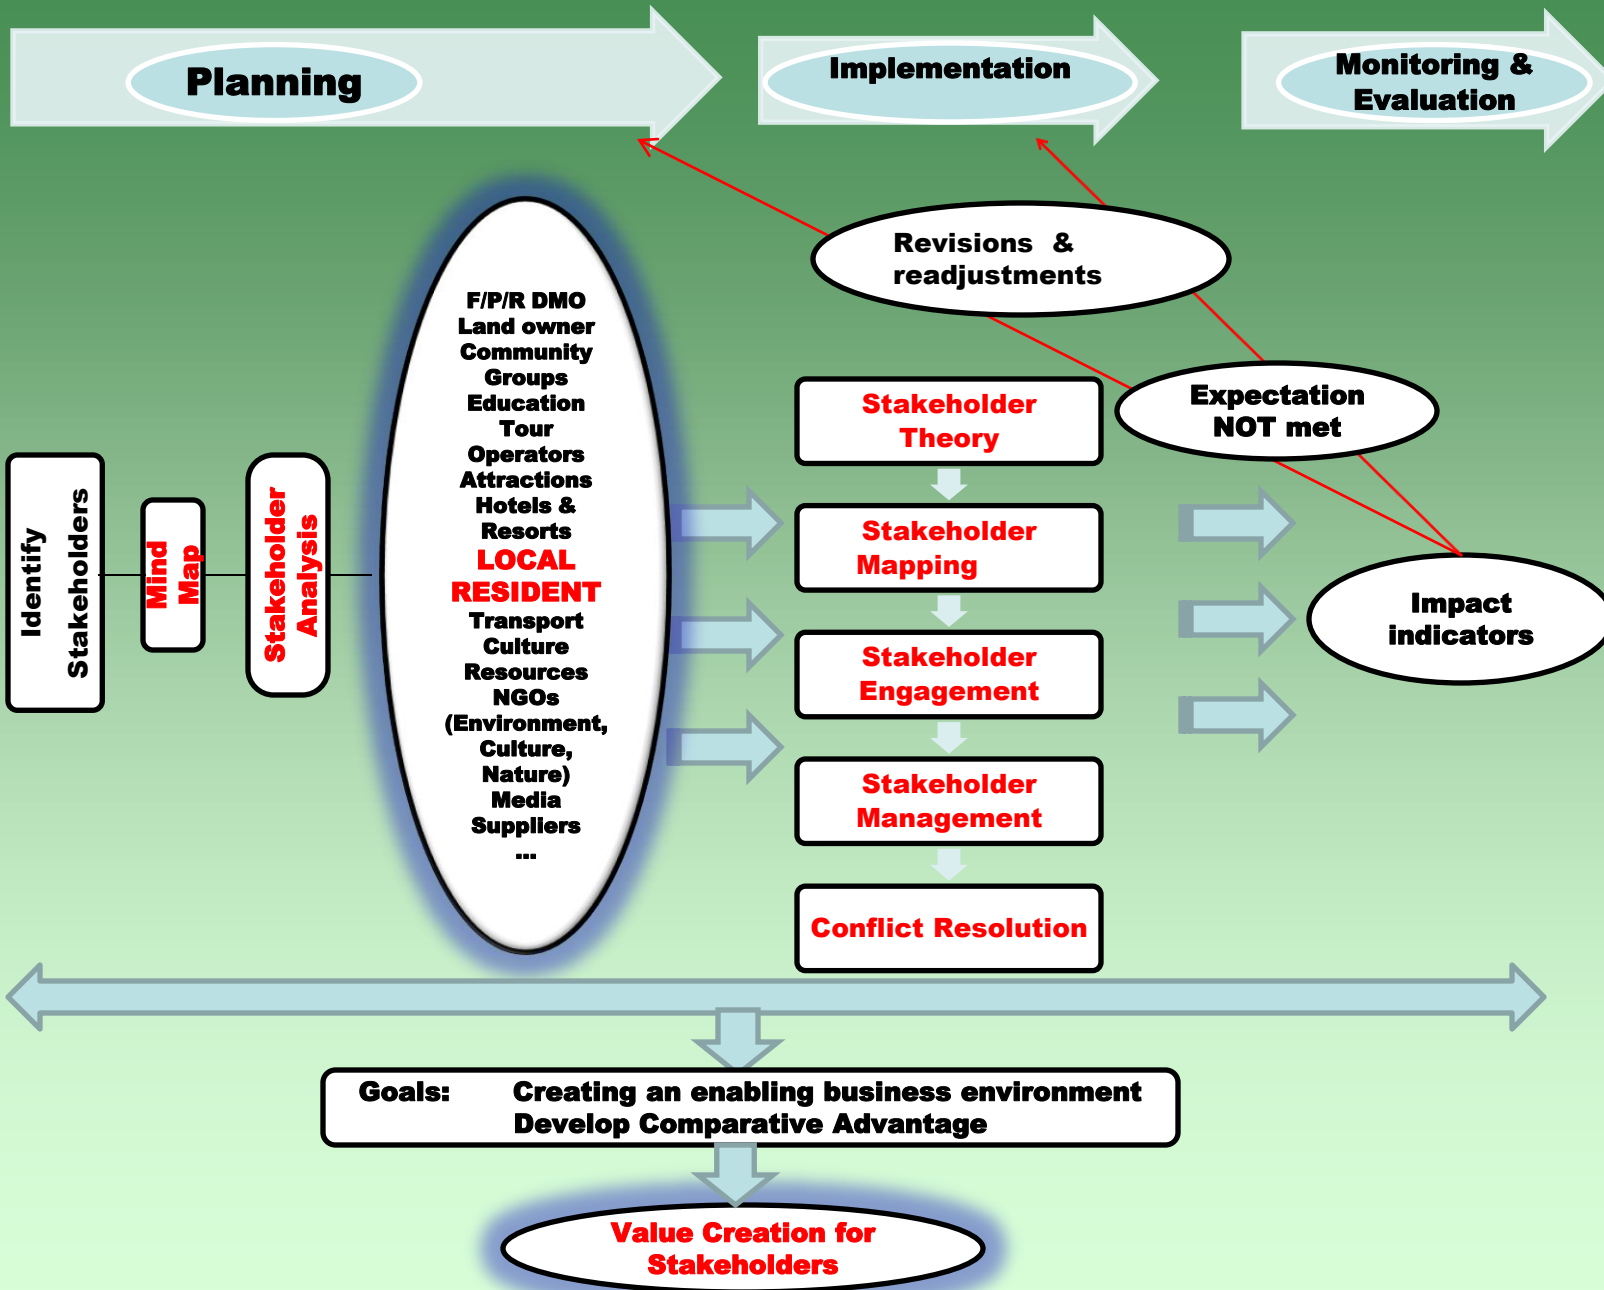 Planning
Implementation
Monitoring &
Evaluation
Revisions & 
readjustments
Expectation
NOT met
Identify
Stakeholders
Mind
Map
Stakeholder
Analysis
F/P/R DMO
Land owner
Community
Groups
Education
Tour
Operators
Attractions
Hotels &
Resorts
LOCAL
RESIDENT
Transport
Culture
Resources
NGOs
(Environment,
Culture,
Nature)
Media
Suppliers
...
Stakeholder
Theory
Stakeholder
Mapping
Stakeholder
Engagement
Stakeholder
Management
Conflict Resolution
Impact
indicators
Goals: Creating an enabling business environment
Develop Comparative Advantage
Value Creation for
Stakeholders